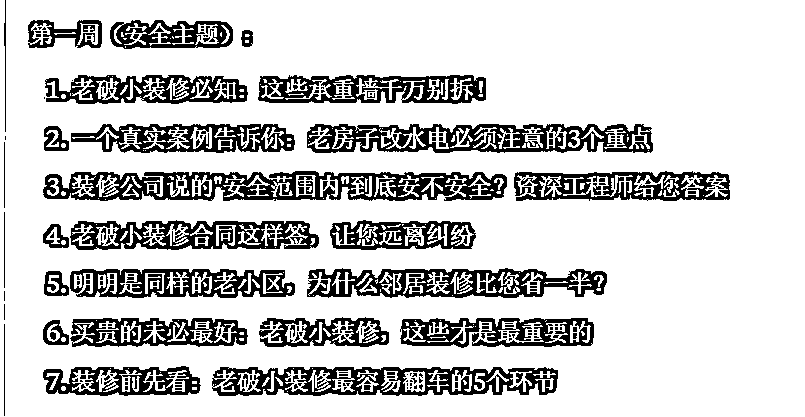 第一周（安全主题）：
1. 老破小装修必知：这些承重墙千万别拆！
2. 一个真实案例告诉你：老房子改水电必须注意的3个重点
3. 装修公司说的"安全范围内"到底安不安全？资深工程师给您答案
4. 老破小装修合同这样签，让您远离纠纷
5. 明明是同样的老小区，为什么邻居装修比您省一半？
6. 买贵的未必最好：老破小装修，这些才是最重要的
7. 装修前先看：老破小装修最容易翻车的5个环节